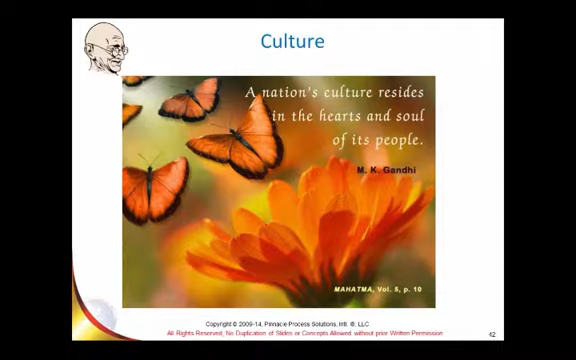 Culture
A nation's culture resides
in the hearts and soul
of its people.
M. K. Gandhi
MAHATMA, Vol. 5, p. 10
Copyright © 2009-14, Pinnacle Process Solutions, Intl. ®, LLC
All Rights Reserved, No Duplication of Slides or Concepts Allowed without prior Written Permission
42